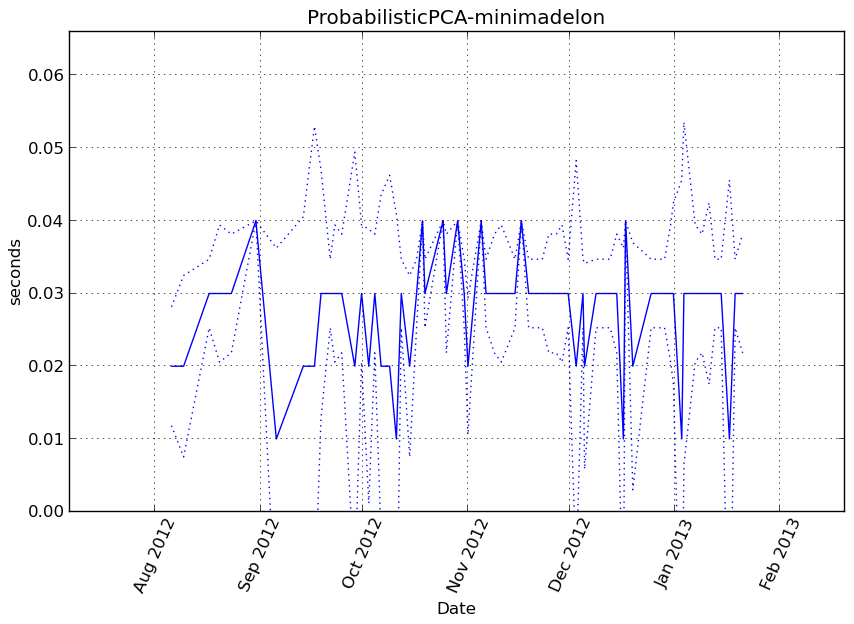 ProbabilisticPCA-minimadelon
0.06
0.05
0.04
0.03
0.02
0.01
0.00
seconds
Aug 2012
Sep 2012
Oct 2012
Nov 2012
Dec 2012
Jan 2013
Feb 2013
Date